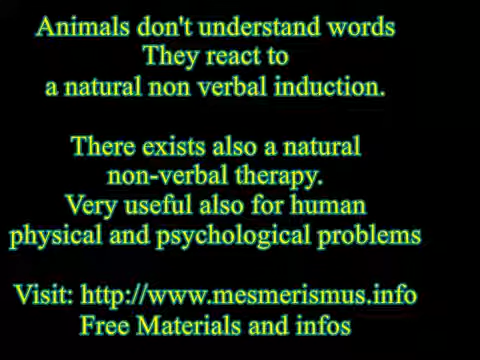 Animals don't understand words
They react to
a natural non verbal induction.
There exists also a natural
non-verbal therapy.
Very useful also for human
physical and psychological problems
Visit: http://www.mesmerismus.info
Free Materials and infos